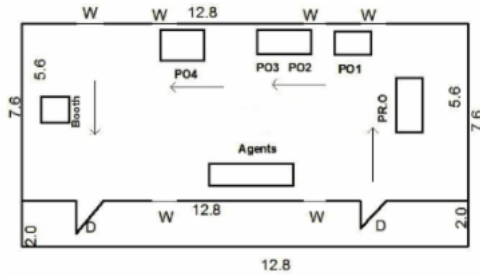 12.8
W W W W
PO4 PO3 PO2 PO1
5.6 5.6
7.6 7.6
Booth PR.O
Agents
W 12.8 W
D D
2.0 2.0
12.8